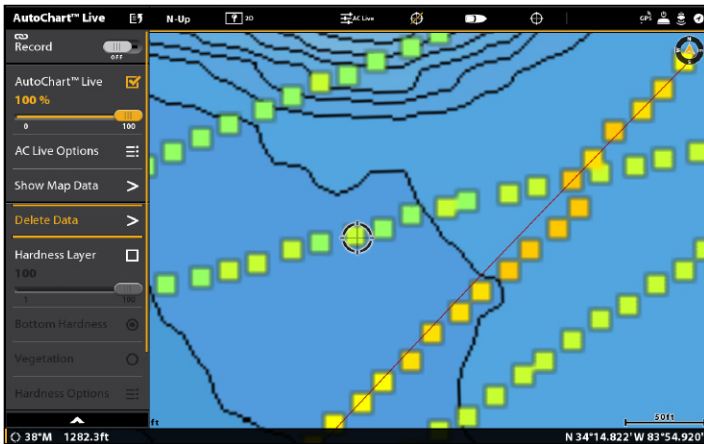 AutoChart™ Live N-Up 2D AC Live GPS
Record
OFF
AutoChart™ Live
100 %
0 100
AC Live Options
Show Map Data >
Delete Data >
Hardness Layer
100
1 100
Bottom Hardness
Vegetation
Hardness Options
ft
50ft
38°M 1282.3ft N 34°14.822' W 83°54.920'